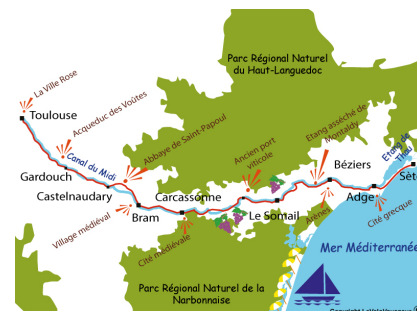 Parc Régional Naturel
du Haut-Languedoc
La Ville Rose
Toulouse
Acqueduc des Voûtes
Abbaye de Saint-Papoul
Canal du Midi
Ancien port
viticole
Etang asséché de
Montaldy
Etang de
Thau
Gardouch
Castelnaudary
Carcassonne
Béziers
Sète
Bram
Le Somail
Adge
Village médiéval
Cité médiévale
Arènes
Cité grecque
Mer Méditerranée
Parc Régional Naturel de la
Narbonnaise